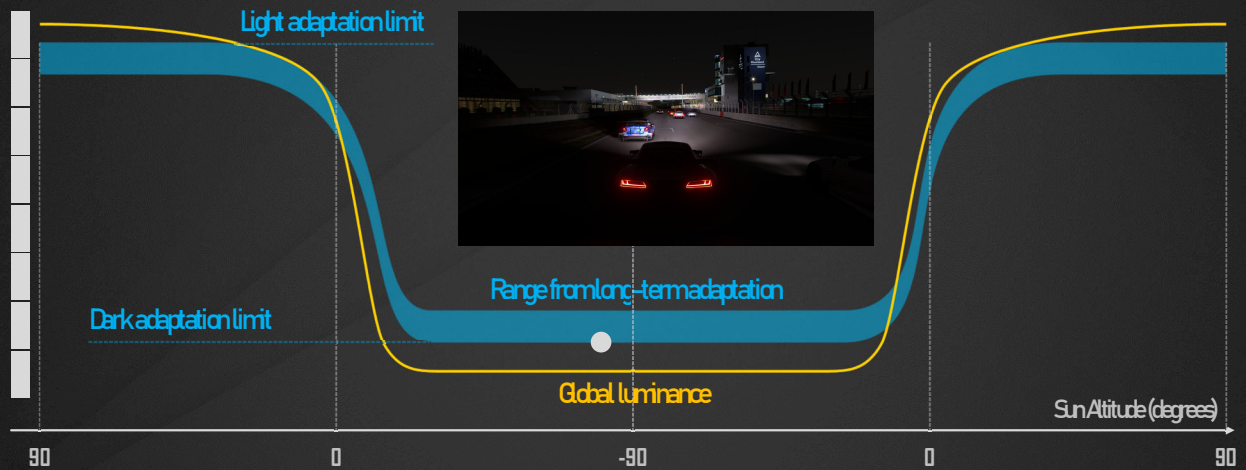 Light adaptation limit
Range from long-term adaptation
Dark adaptation limit
Global luminance
Sun Altitude (degrees)
90 0 -90 0 90